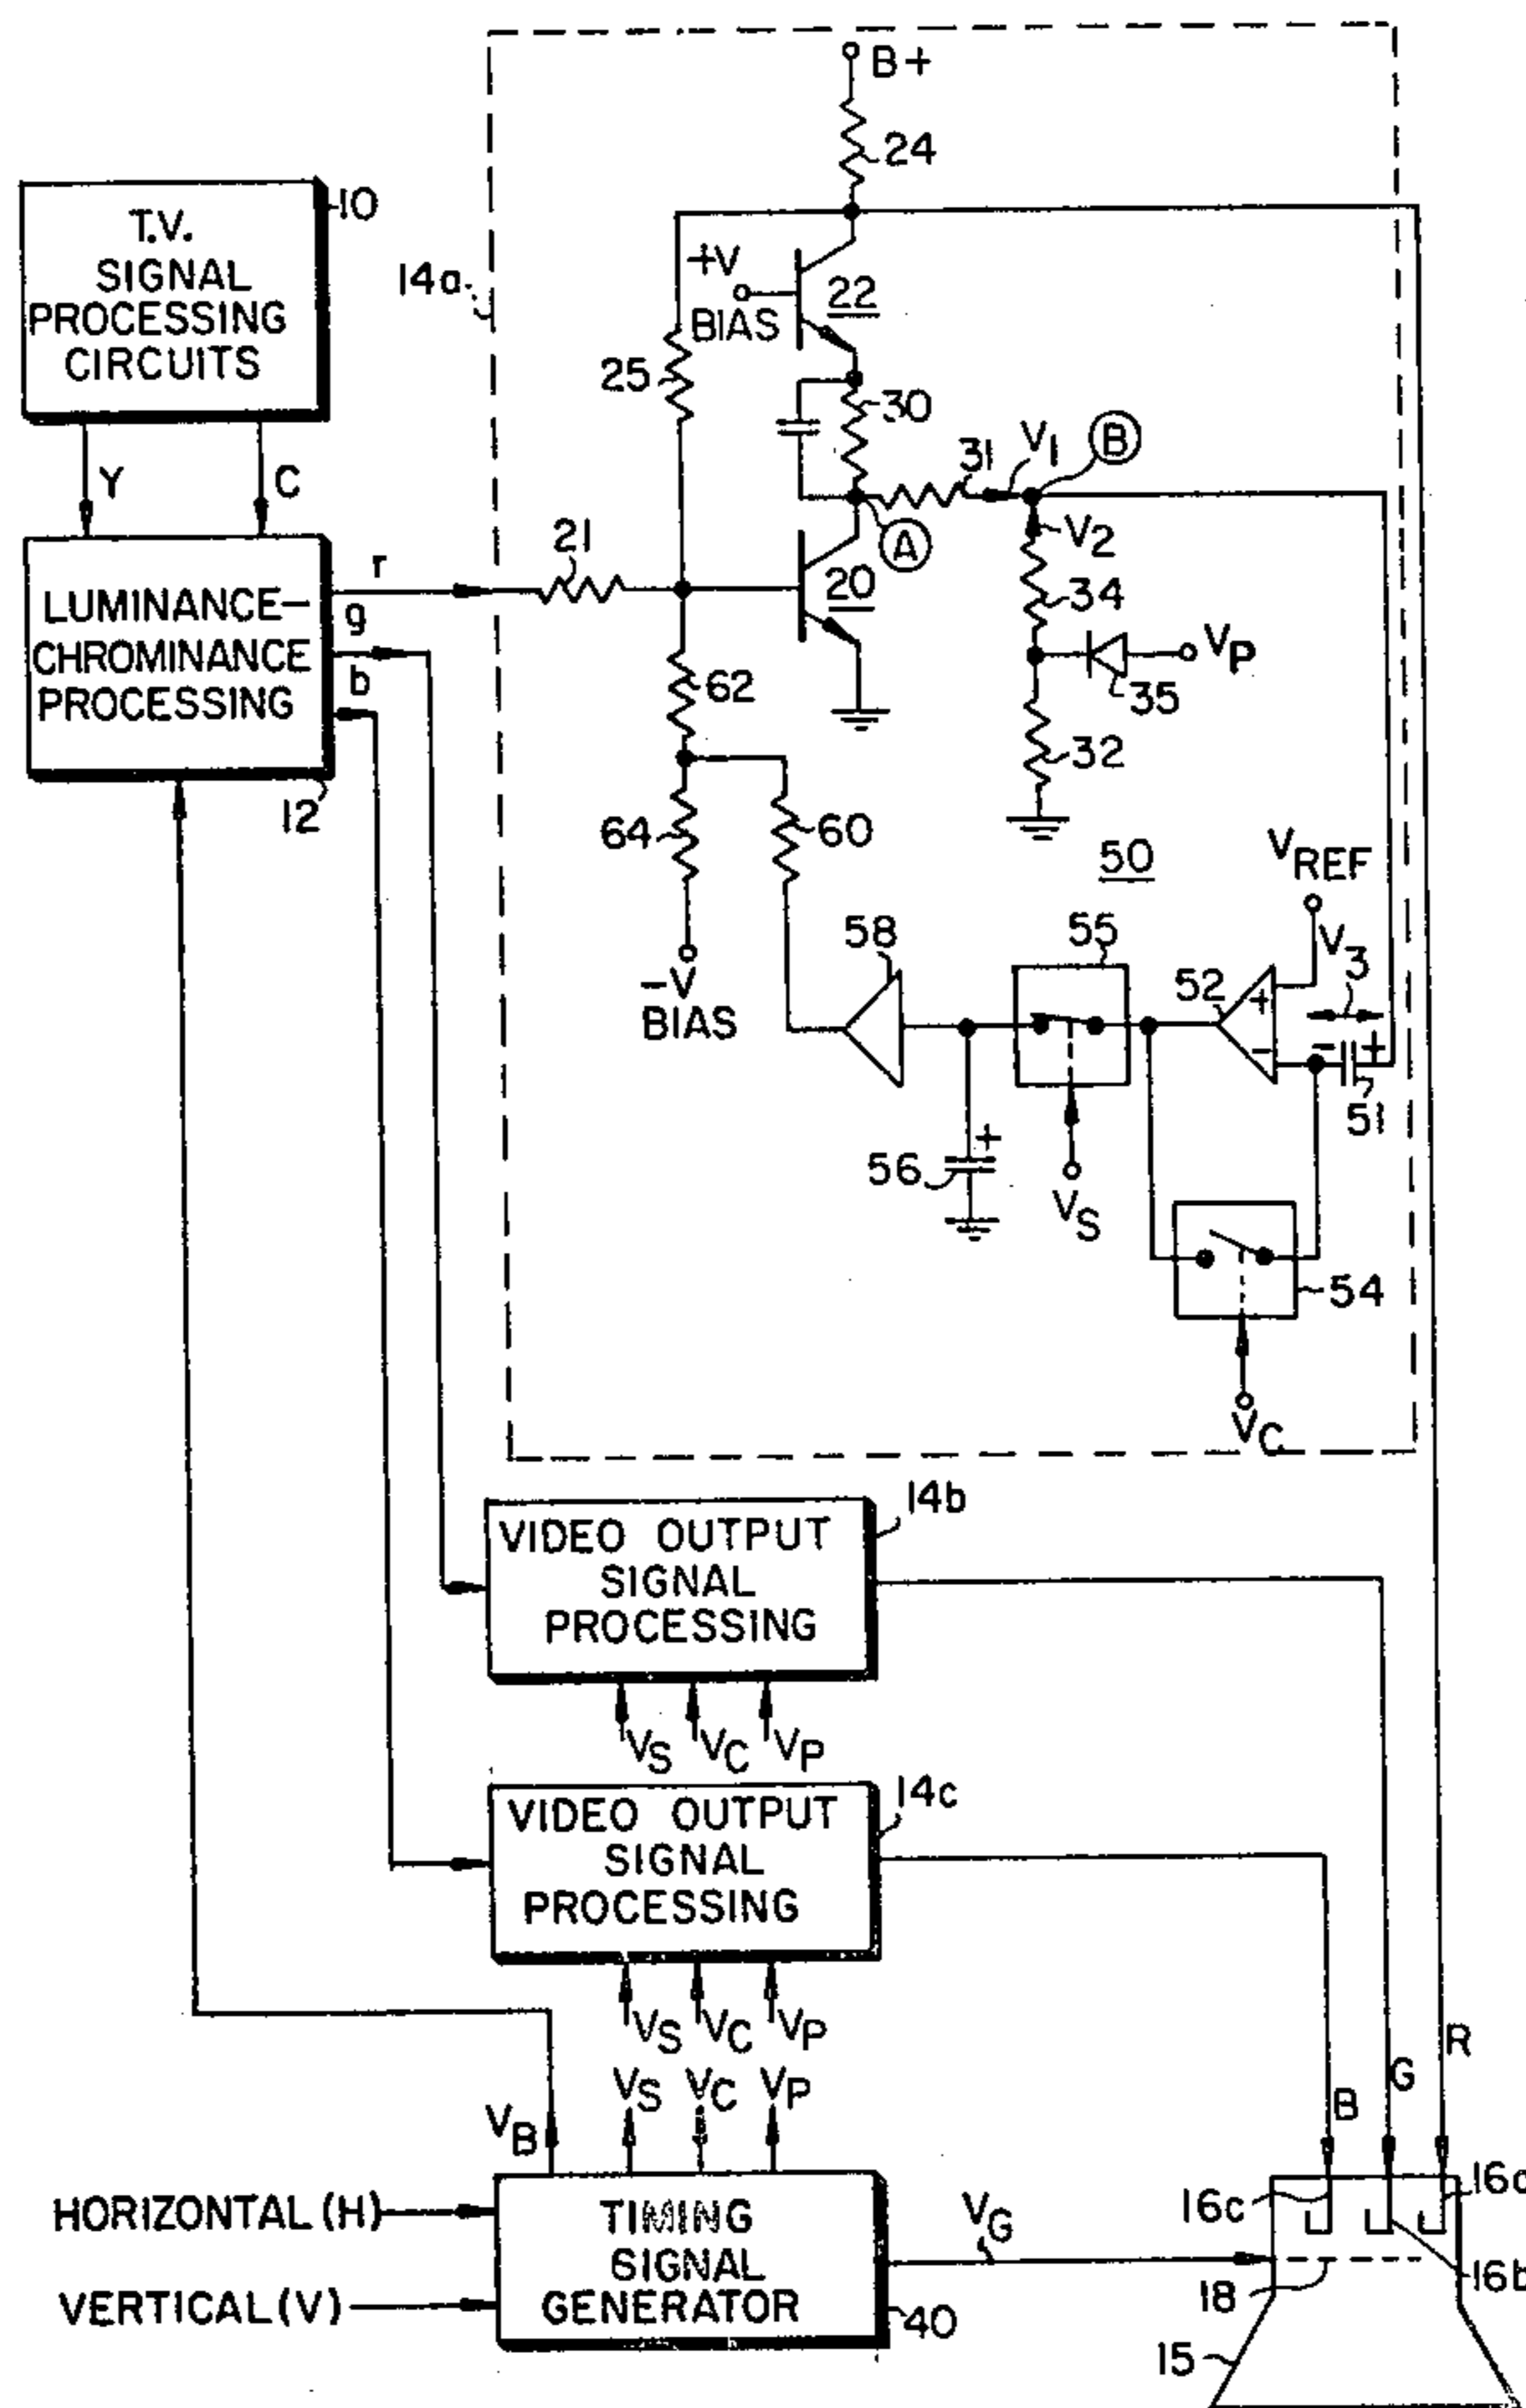 B+
24
10
T.V.
SIGNAL
PROCESSING
CIRCUITS
14a
+V
BIAS
22
25
30
Y
C
31
V1
B
A
V2
21
20
34
r
g
b
LUMINANCE-
CHROMINANCE
PROCESSING
12
62
VP
35
32
64
60
50
VREF
V3
-V
BIAS
58
55
52
+
-
- +
51
56
+
VS
54
VC
14b
VIDEO OUTPUT
SIGNAL
PROCESSING
VS VC VP
14c
VIDEO OUTPUT
SIGNAL
PROCESSING
VS VC VP
VS VC VP
VB
R
G
B
HORIZONTAL (H)
VERTICAL (V)
TIMING
SIGNAL
GENERATOR
40
VG
16c
16a
16b
18
15